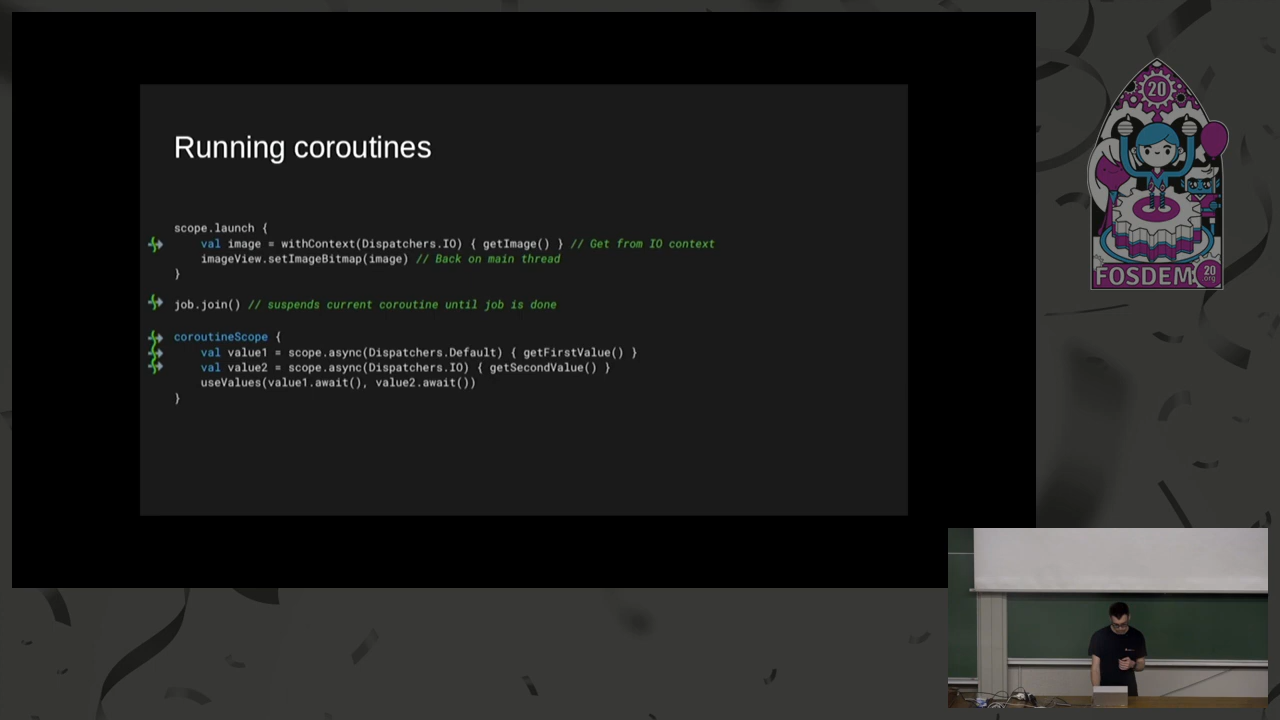 Running coroutines
scope.launch {
val image = withContext(Dispatchers.IO) { getImage() } // Get from IO context
imageView.setImageBitmap(image) // Back on main thread
}
job.join() // suspends current coroutine until job is done
coroutineScope {
val value1 = scope.async(Dispatchers.Default) { getFirstValue() }
val value2 = scope.async(Dispatchers.IO) { getSecondValue() }
useValues(value1.await(), value2.await())
}
20
FOSDEM
20
.org